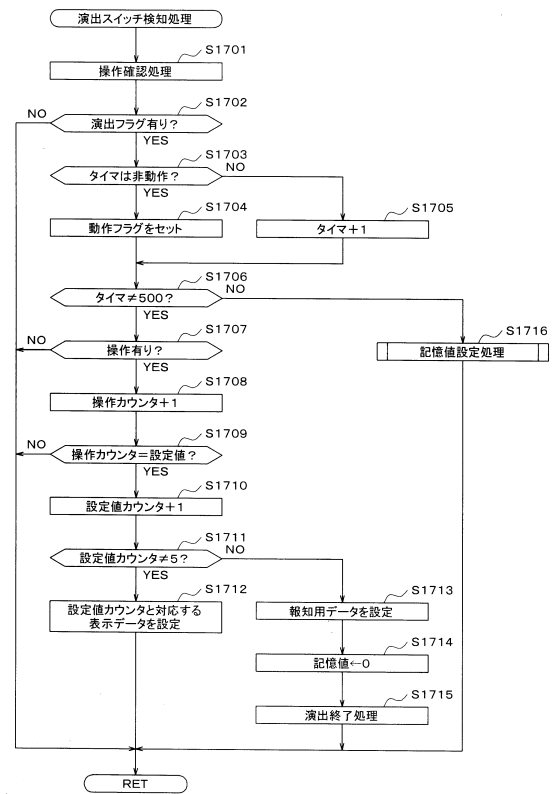 演出スイッチ検知処理
S1701
操作確認処理
S1702
NO
演出フラグ有り?
YES
S1703
NO
タイマは非動作?
YES
S1704
動作フラグをセット
S1705
タイマ+1
S1706
NO
タイマ≠500?
YES
S1707
NO
操作有り?
YES
S1716
記憶値設定処理
S1708
操作カウンタ+1
S1709
NO
操作カウンタ=設定値?
YES
S1710
設定値カウンタ+1
S1711
NO
設定値カウンタ≠5?
YES
S1712
設定値カウンタと対応する
表示データを設定
S1713
報知用データを設定
S1714
記憶値←0
S1715
演出終了処理
RET